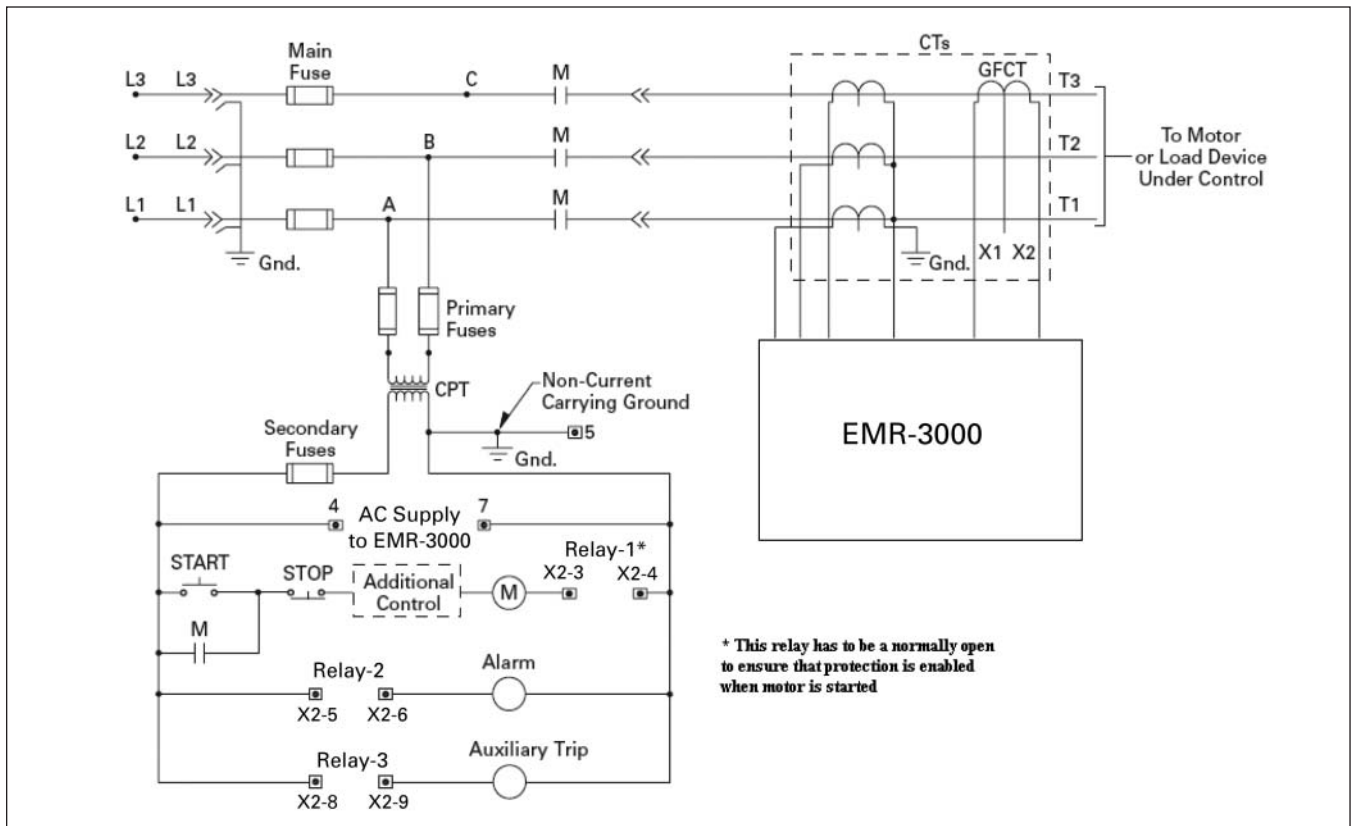 CTs
Main
Fuse
L3 L3 C M GFCT T3
L2 L2 B M T2
To Motor
or Load Device
Under Control
L1 L1 A M T1
Gnd.
Gnd. X1 X2
Primary
Fuses
CPT
Non-Current
Carrying Ground
5
Gnd.
EMR-3000
Secondary
Fuses
4 AC Supply 7
to EMR-3000
Relay-1*
START STOP Additional
Control M X2-3 X2-4
M
* This relay has to be a normally open
to ensure that protection is enabled
when motor is started
Relay-2 Alarm
X2-5 X2-6
Relay-3 Auxiliary Trip
X2-8 X2-9